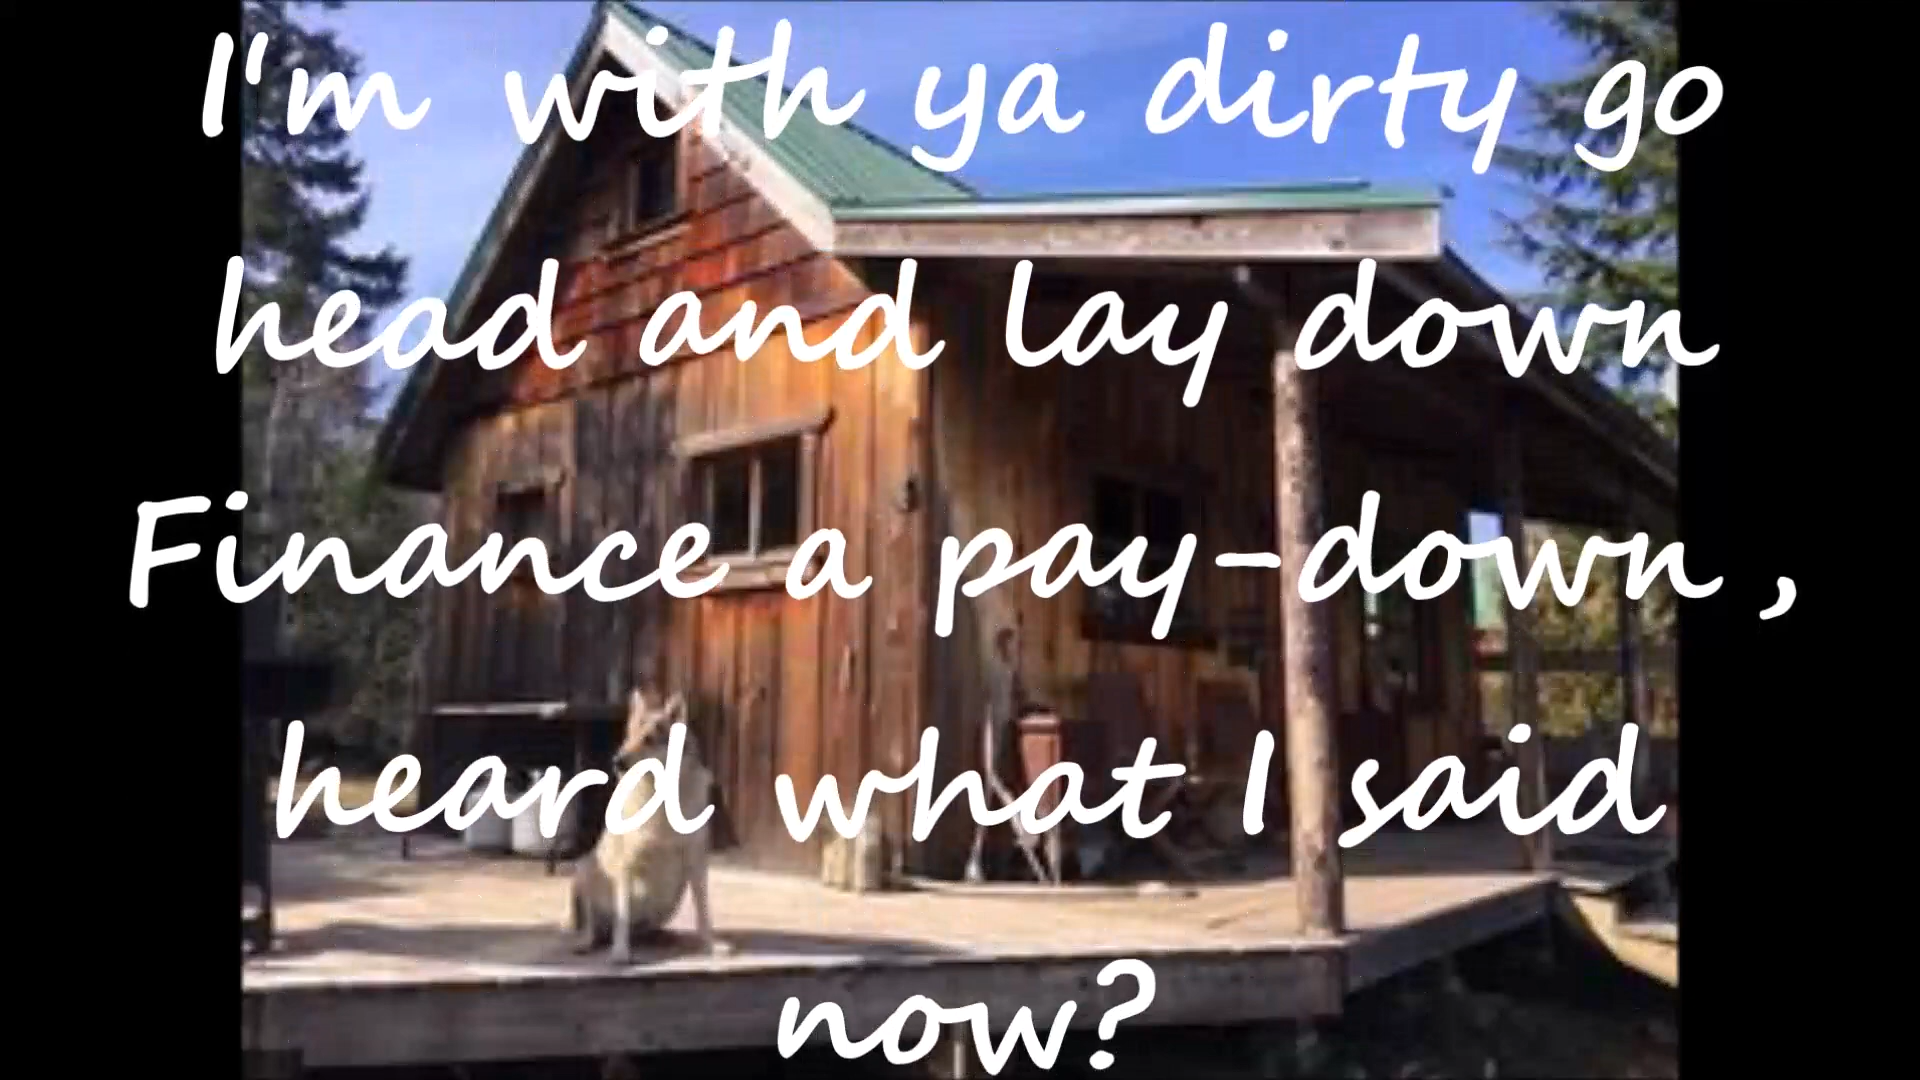 I'm with ya dirty go
head and lay down
Finance a pay-down ,
heard what I said
now?